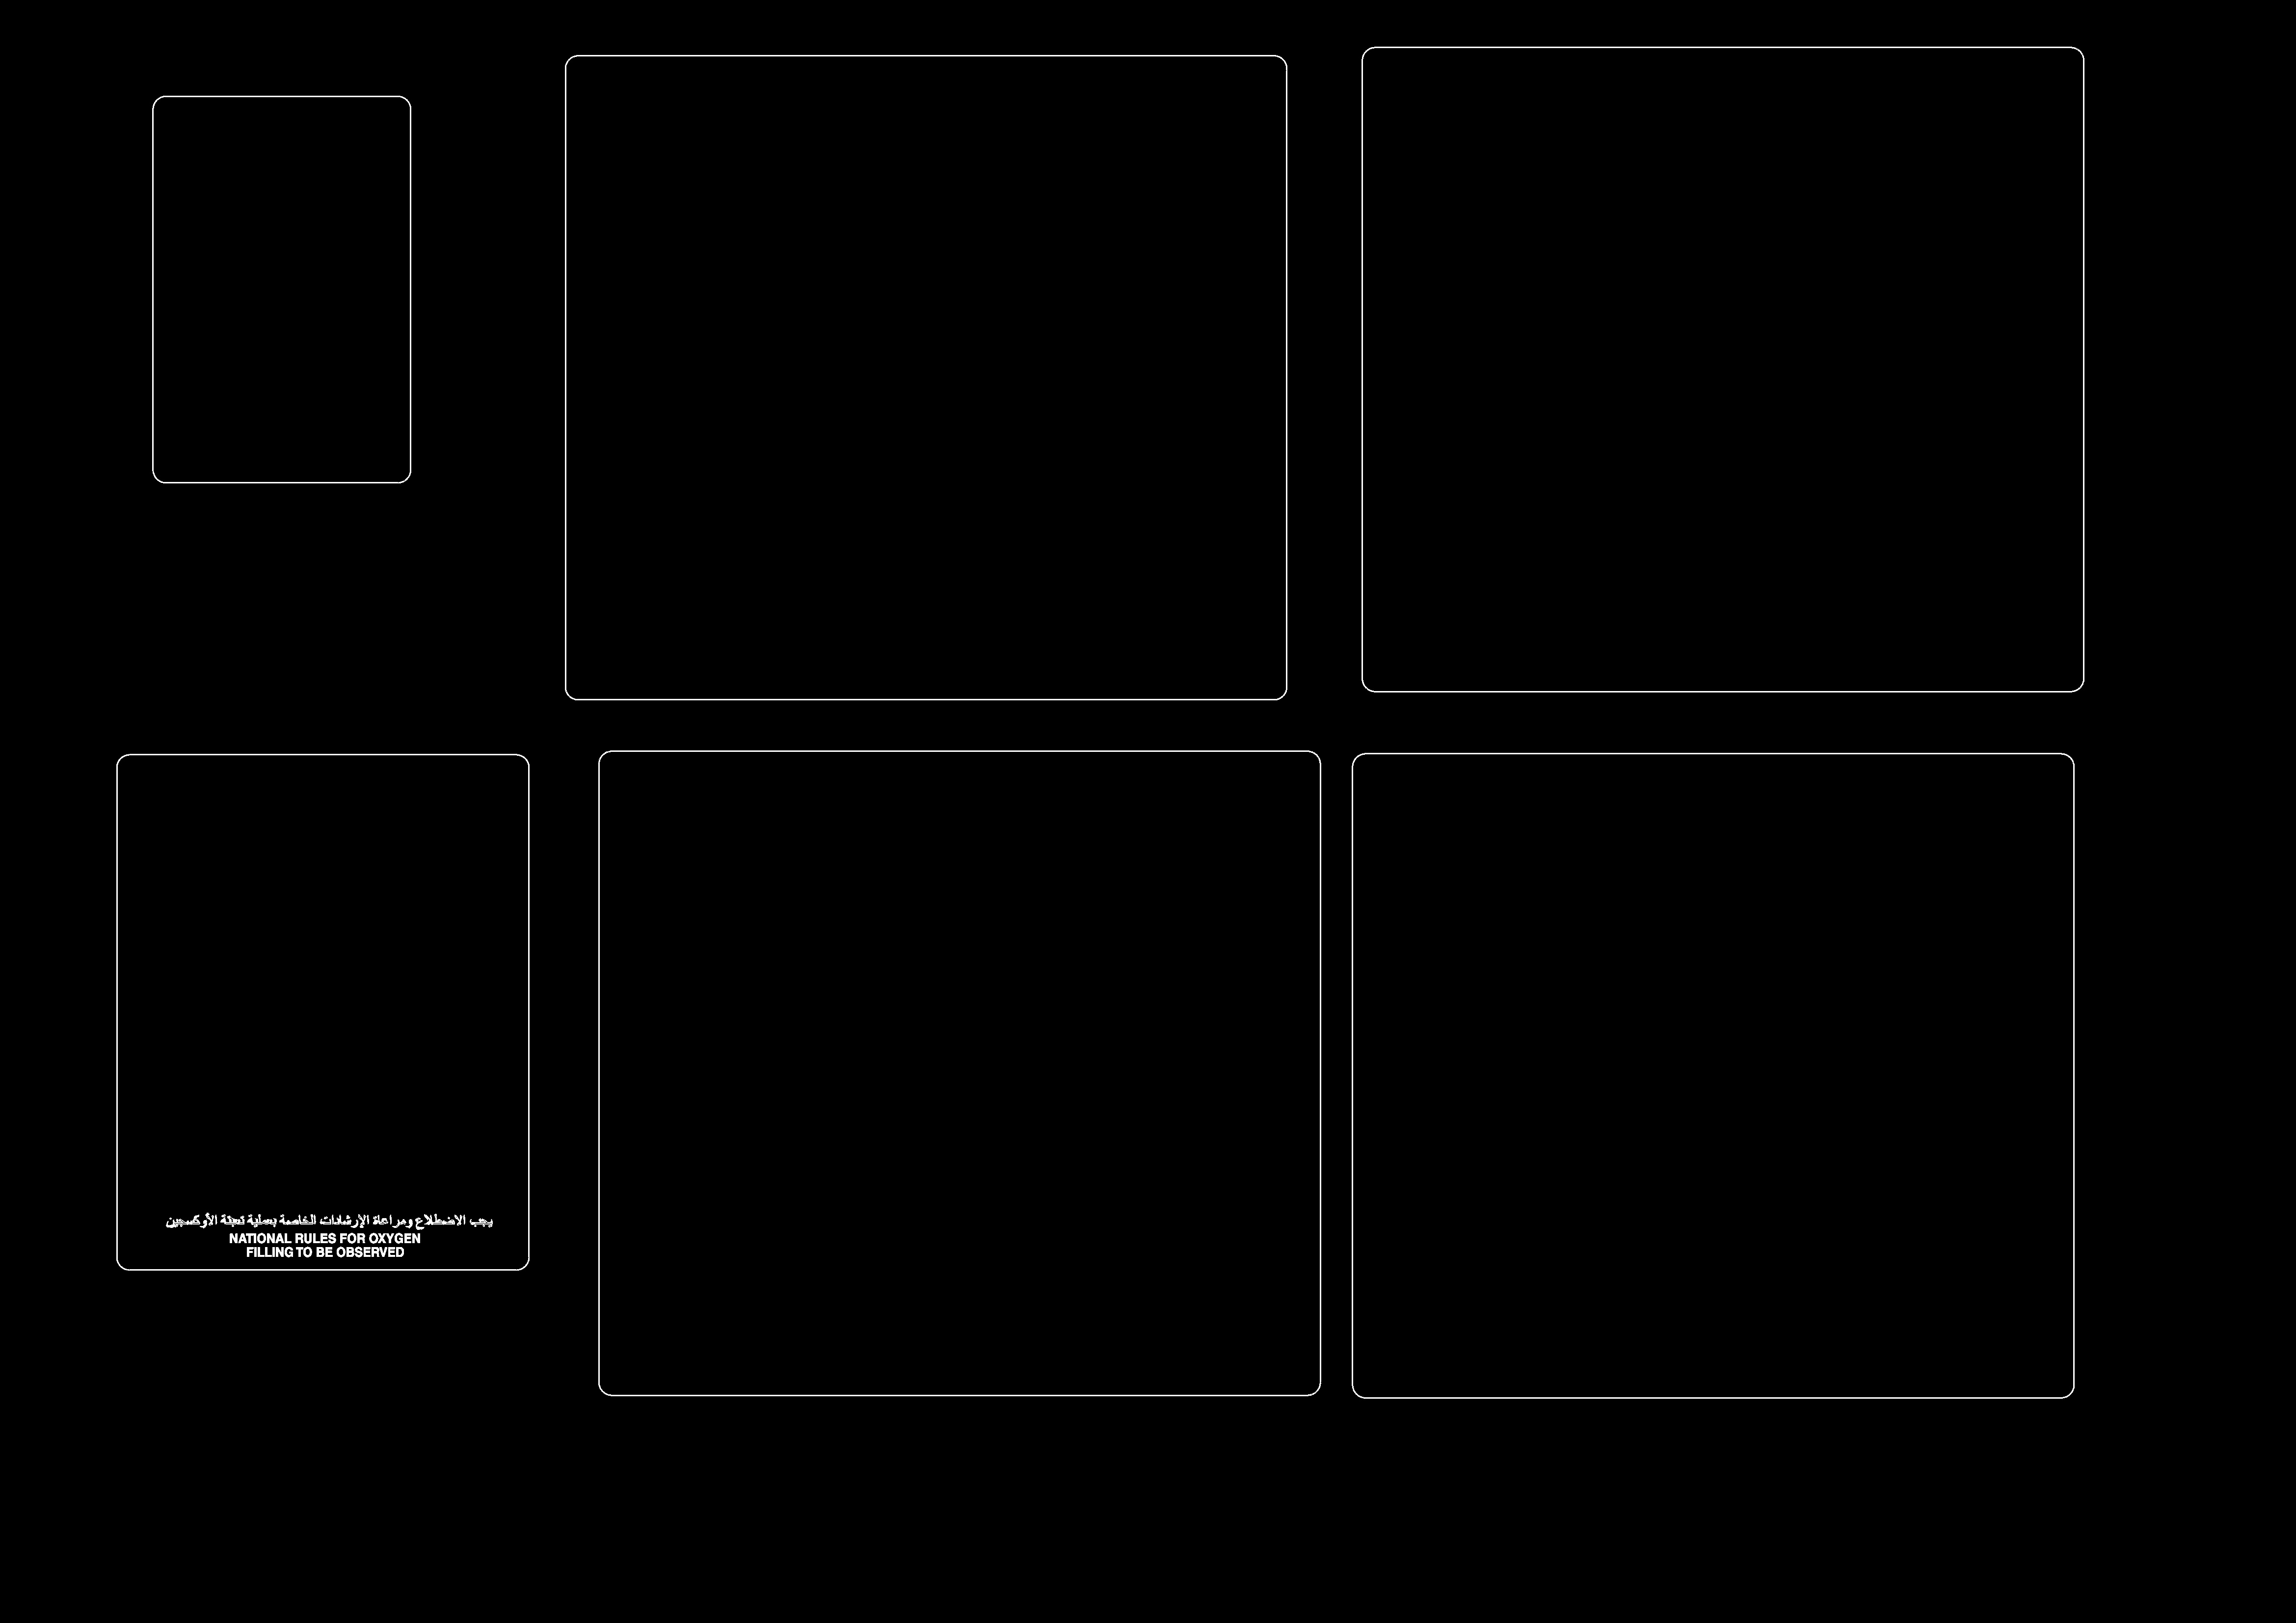 يجب الاضطلاع ومراعاة الإرشادات الخاصة بعملية تعبئة الأوكسجين
NATIONAL RULES FOR OXYGEN
FILLING TO BE OBSERVED